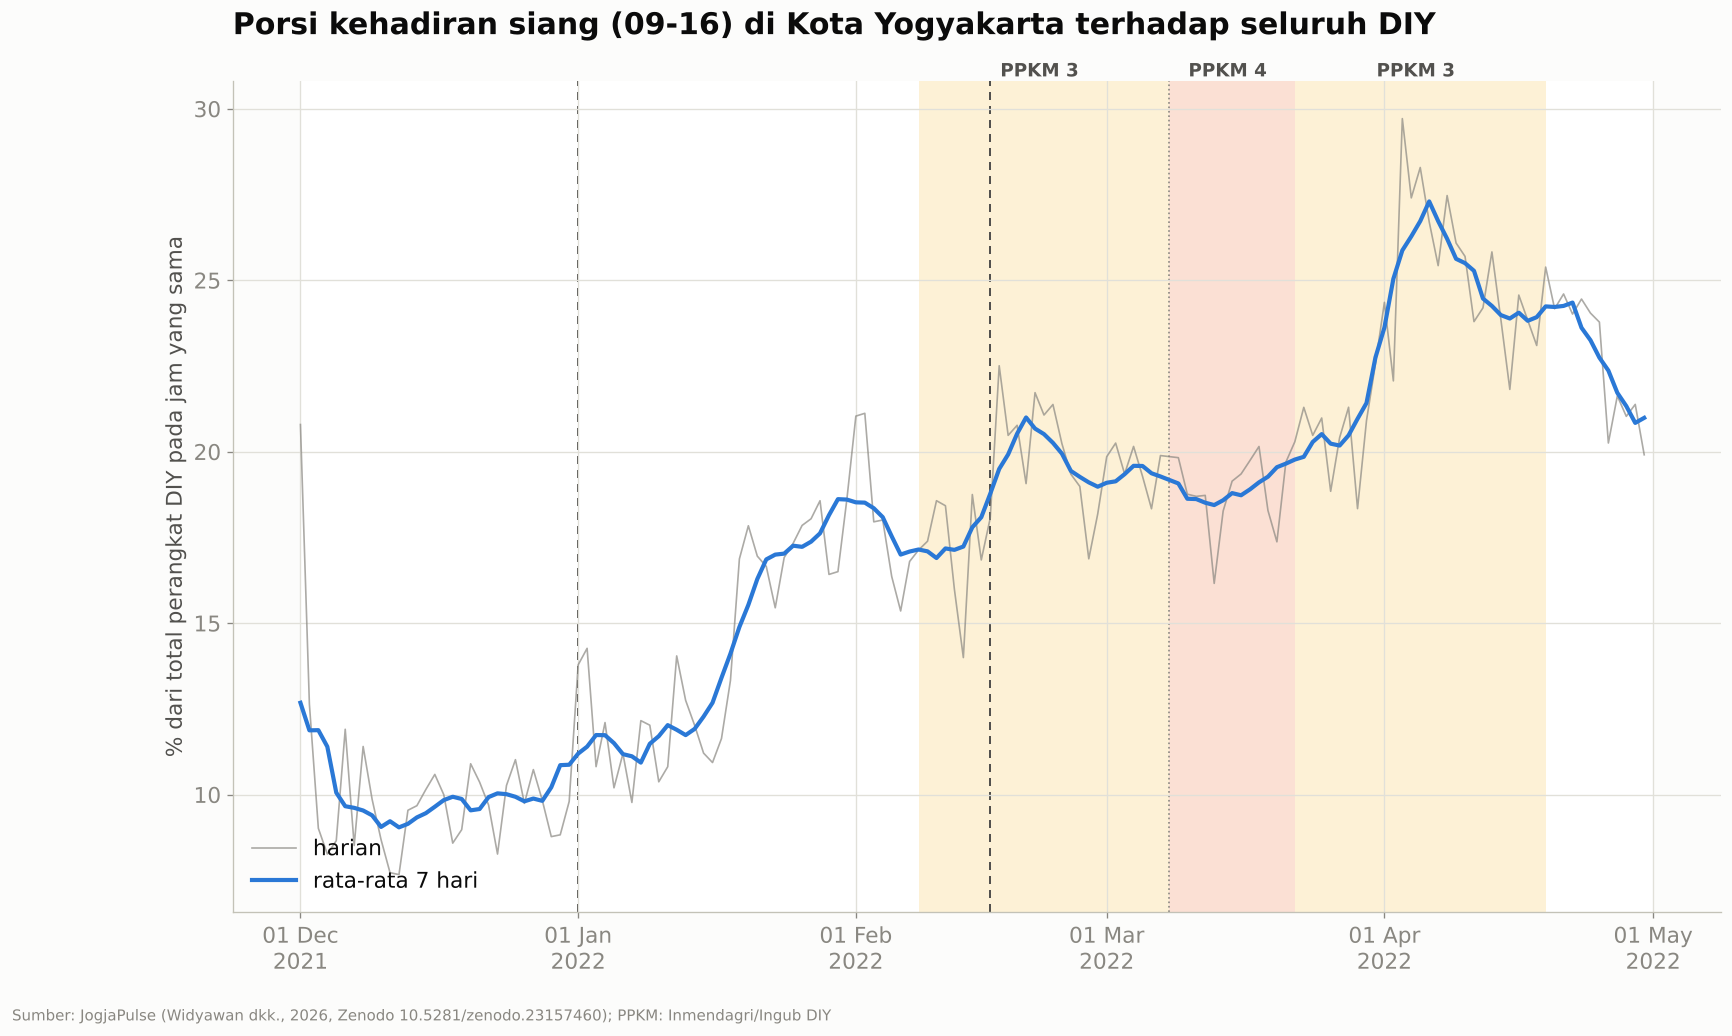 Porsi kehadiran siang (09-16) di Kota Yogyakarta terhadap seluruh DIY
PPKM 3
PPKM 4
PPKM 3
% dari total perangkat DIY pada jam yang sama
30
25
20
15
10
harian
rata-rata 7 hari
01 Dec
2021
01 Jan
2022
01 Feb
2022
01 Mar
2022
01 Apr
2022
01 May
2022
Sumber: JogjaPulse (Widyawan dkk., 2026, Zenodo 10.5281/zenodo.23157460); PPKM: Inmendagri/Ingub DIY